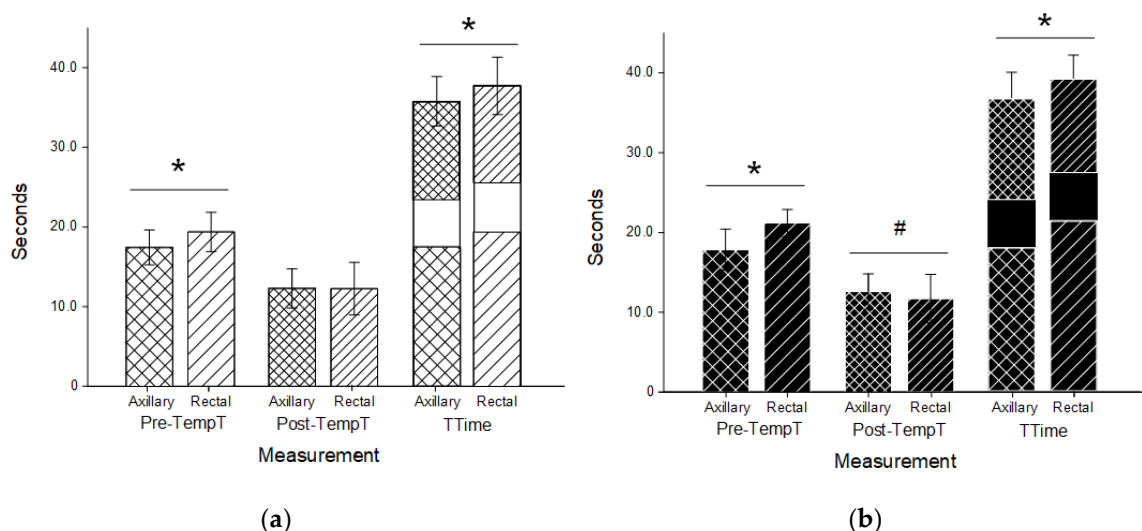 *
40.0
30.0
Seconds
*
20.0
10.0
0
Axillary Rectal Axillary Rectal Axillary Rectal
Pre-TempT Post-TempT TTime
Measurement
(a)
*
40.0
30.0
Seconds
*
20.0
#
10.0
0
Axillary Rectal Axillary Rectal Axillary Rectal
Pre-TempT Post-TempT TTime
Measurement
(b)